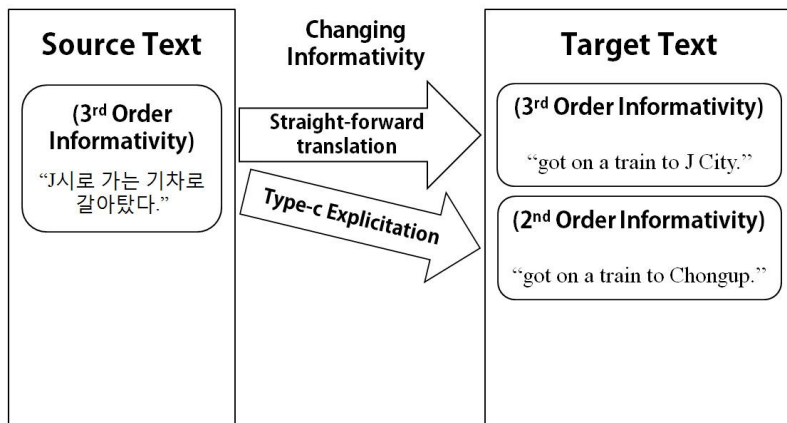 Source Text
(3rd Order
Informativity)
“J시로 가는 기차로
갈아탔다.”
Changing
Informativity
Straight-forward
translation
Type-c Explicitation
Target Text
(3rd Order Informativity)
“got on a train to J City.”
(2nd Order Informativity)
“got on a train to Chongup.”